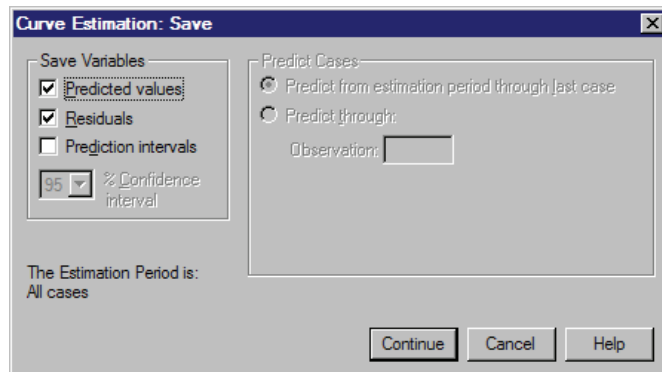 Curve Estimation: Save
Save Variables
Predicted values
Residuals
Prediction intervals
95 % Confidence
interval
The Estimation Period is:
All cases
Predict Cases
Predict from estimation period through last case
Predict through:
Observation:
Continue Cancel Help